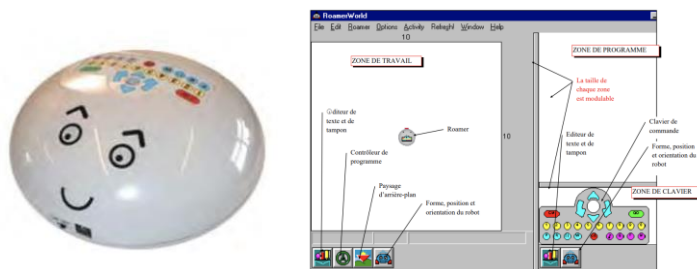 RoamerWorld
File Edit Roamer Options Activity Refresh! Window Help
10
ZONE DE TRAVAIL
ZONE DE PROGRAMME
La taille de
chaque zone
est modulable
diteur de
texte et de
tampon
Roamer
10
Contrôleur de
programme
Editeur de
texte et de
tampon
Clavier de
commande
Forme, position
et orientation du
robot
Paysage
d'arrière-plan
Forme, position et
orientation du robot
ZONE DE CLAVIER
GO